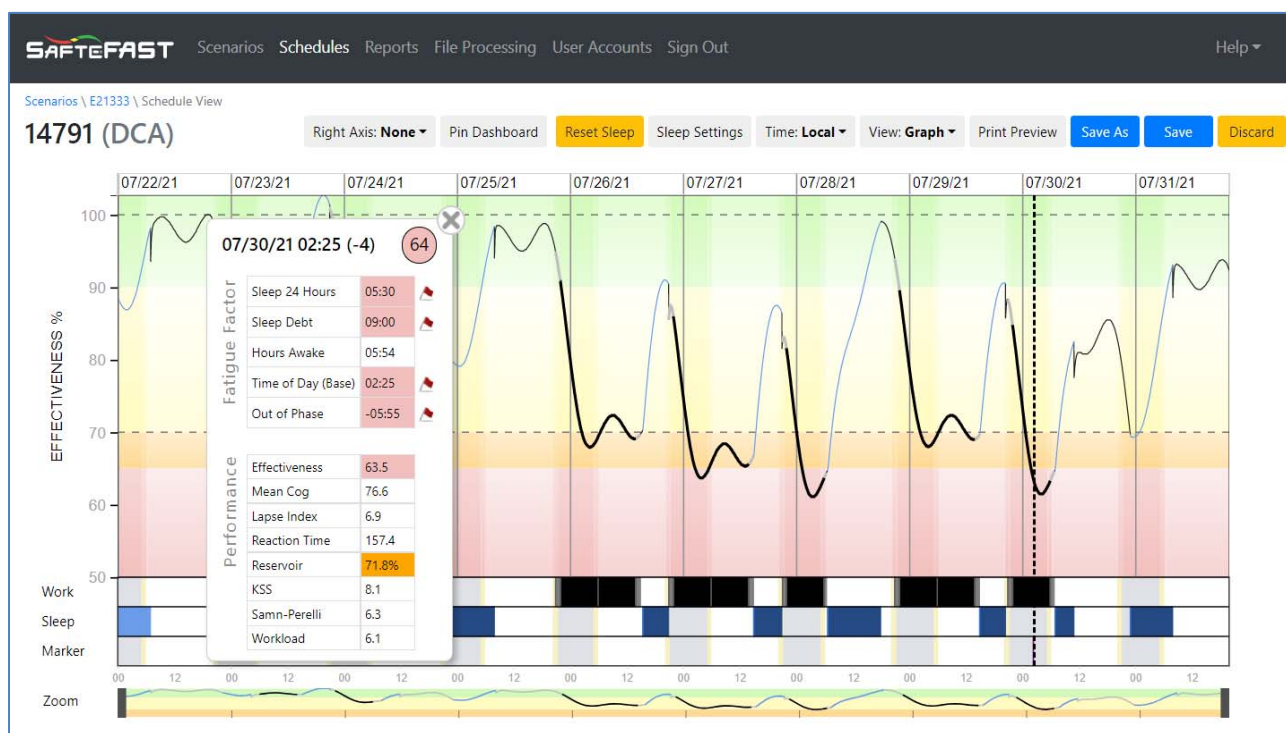 SAFTEFAST Scenarios Schedules Reports File Processing User Accounts Sign Out Help
Scenarios \ E21333 \ Schedule View
14791 (DCA) Right Axis: None Pin Dashboard Reset Sleep Sleep Settings Time: Local View: Graph Print Preview Save As Save Discard
07/22/21 07/23/21 07/24/21 07/25/21 07/26/21 07/27/21 07/28/21 07/29/21 07/30/21 07/31/21
EFFECTIVENESS %
100
90
80
70
60
50
07/30/21 02:25 (-4) 64
Fatigue Factor
Sleep 24 Hours 05:30
Sleep Debt 09:00
Hours Awake 05:54
Time of Day (Base) 02:25
Out of Phase -05:55
Performance
Effectiveness 63.5
Mean Cog 76.6
Lapse Index 6.9
Reaction Time 157.4
Reservoir 71.8%
KSS 8.1
Samn-Perelli 6.3
Workload 6.1
Work
Sleep
Marker
00 12 00 12 00 12 00 12 00 12 00 12 00 12 00 12 00 12 00 12
Zoom